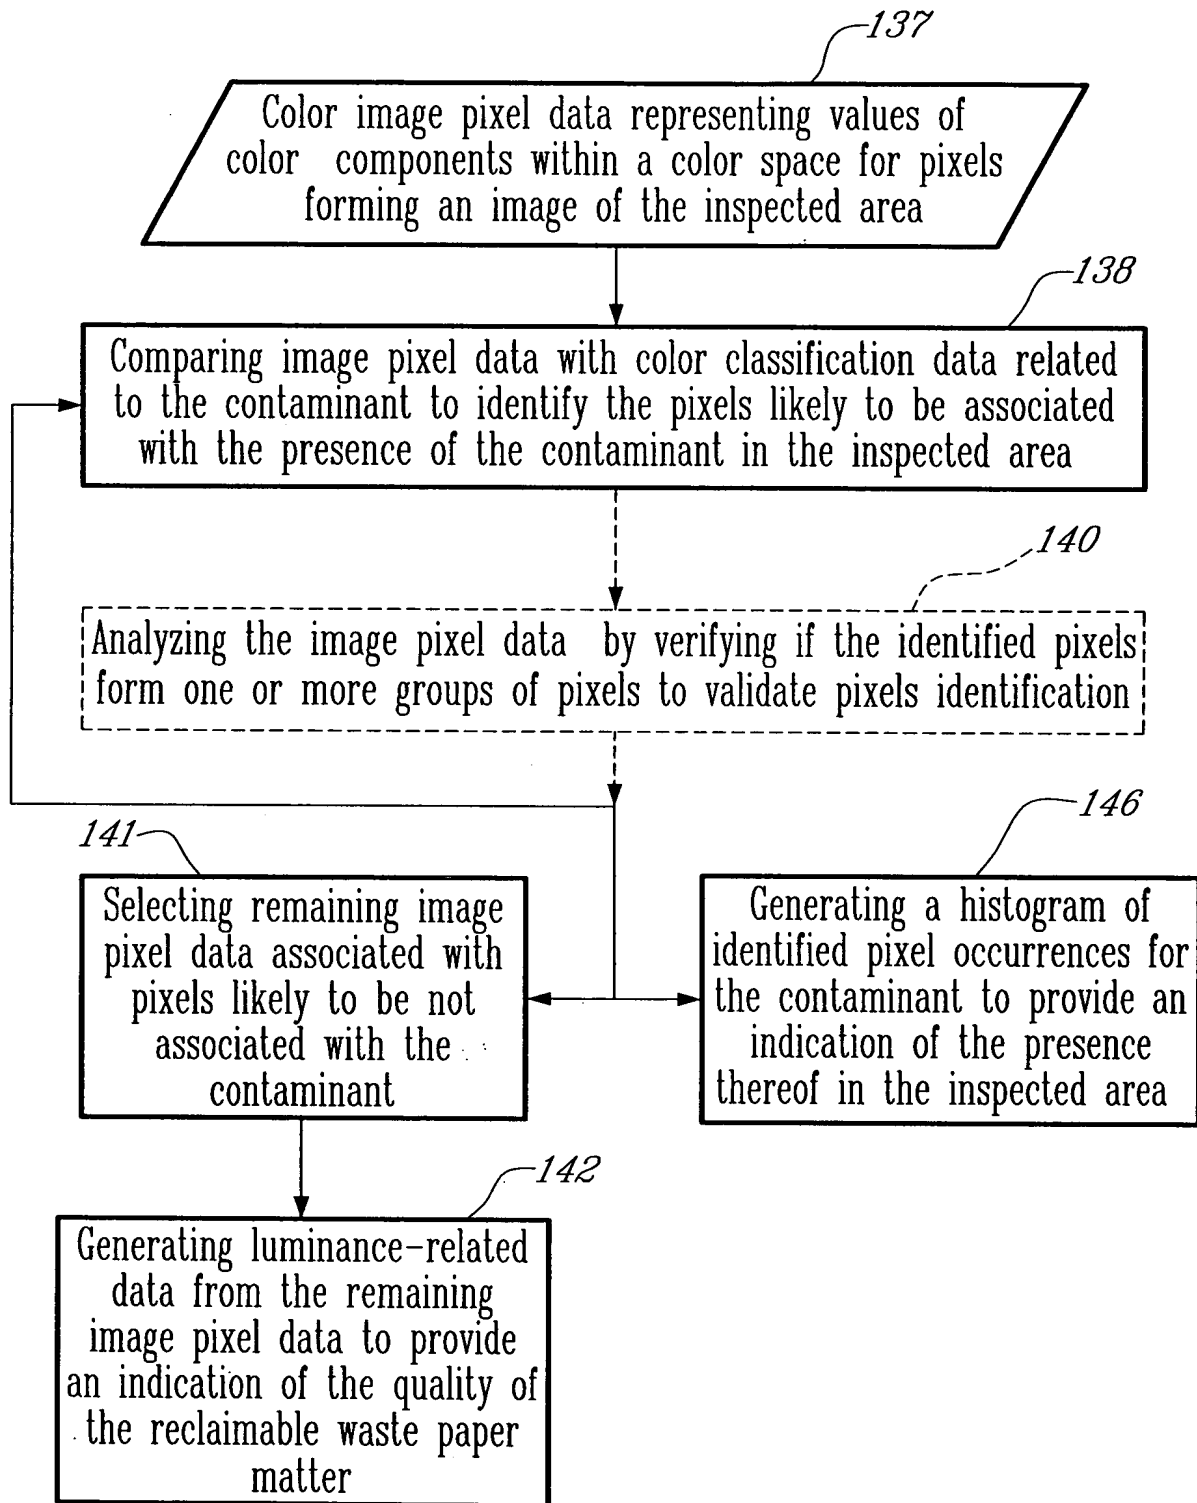 137
Color image pixel data representing values of
color components within a color space for pixels
forming an image of the inspected area
138
Comparing image pixel data with color classification data related
to the contaminant to identify the pixels likely to be associated
with the presence of the contaminant in the inspected area
140
Analyzing the image pixel data by verifying if the identified pixels
form one or more groups of pixels to validate pixels identification
141
Selecting remaining image
pixel data associated with
pixels likely to be not
associated with the
contaminant
146
Generating a histogram of
identified pixel occurrences for
the contaminant to provide an
indication of the presence
thereof in the inspected area
142
Generating luminance-related
data from the remaining
image pixel data to provide
an indication of the quality of
the reclaimable waste paper
matter